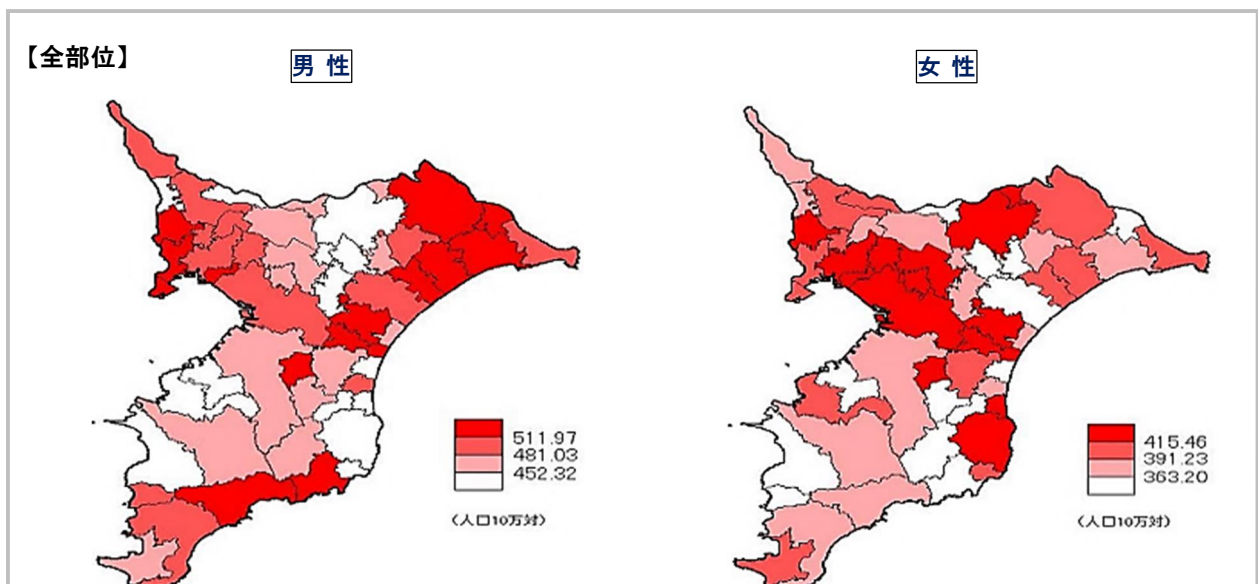 【全部位】
男 性
女 性
511.97
481.03
452.32
(人口10万対)
415.46
391.23
363.20
(人口10万対)